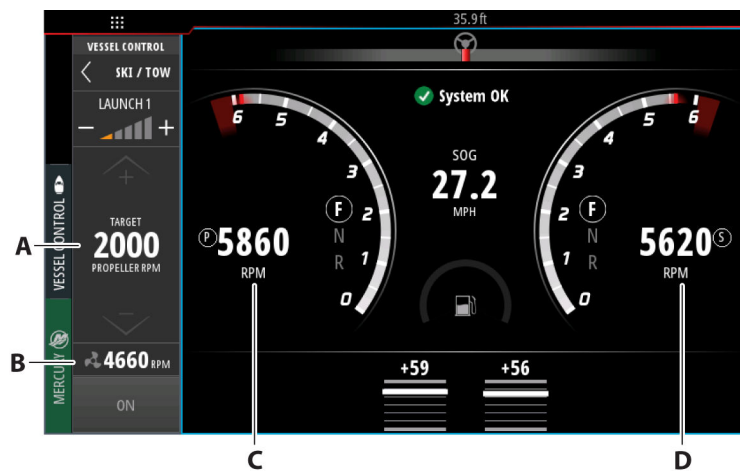 35.9 ft
VESSEL CONTROL
SKI / TOW
LAUNCH 1
− +
+
TARGET
2000
PROPELLER RPM
−
4660 RPM
ON
VESSEL CONTROL
MERCURY
System OK
SOG
27.2
MPH
6
5
4
3
2
1
0
F
N
R
P 5860
RPM
6
5
4
3
2
1
0
F
N
R
5620 S
RPM
+59 +56
A
B
C
D